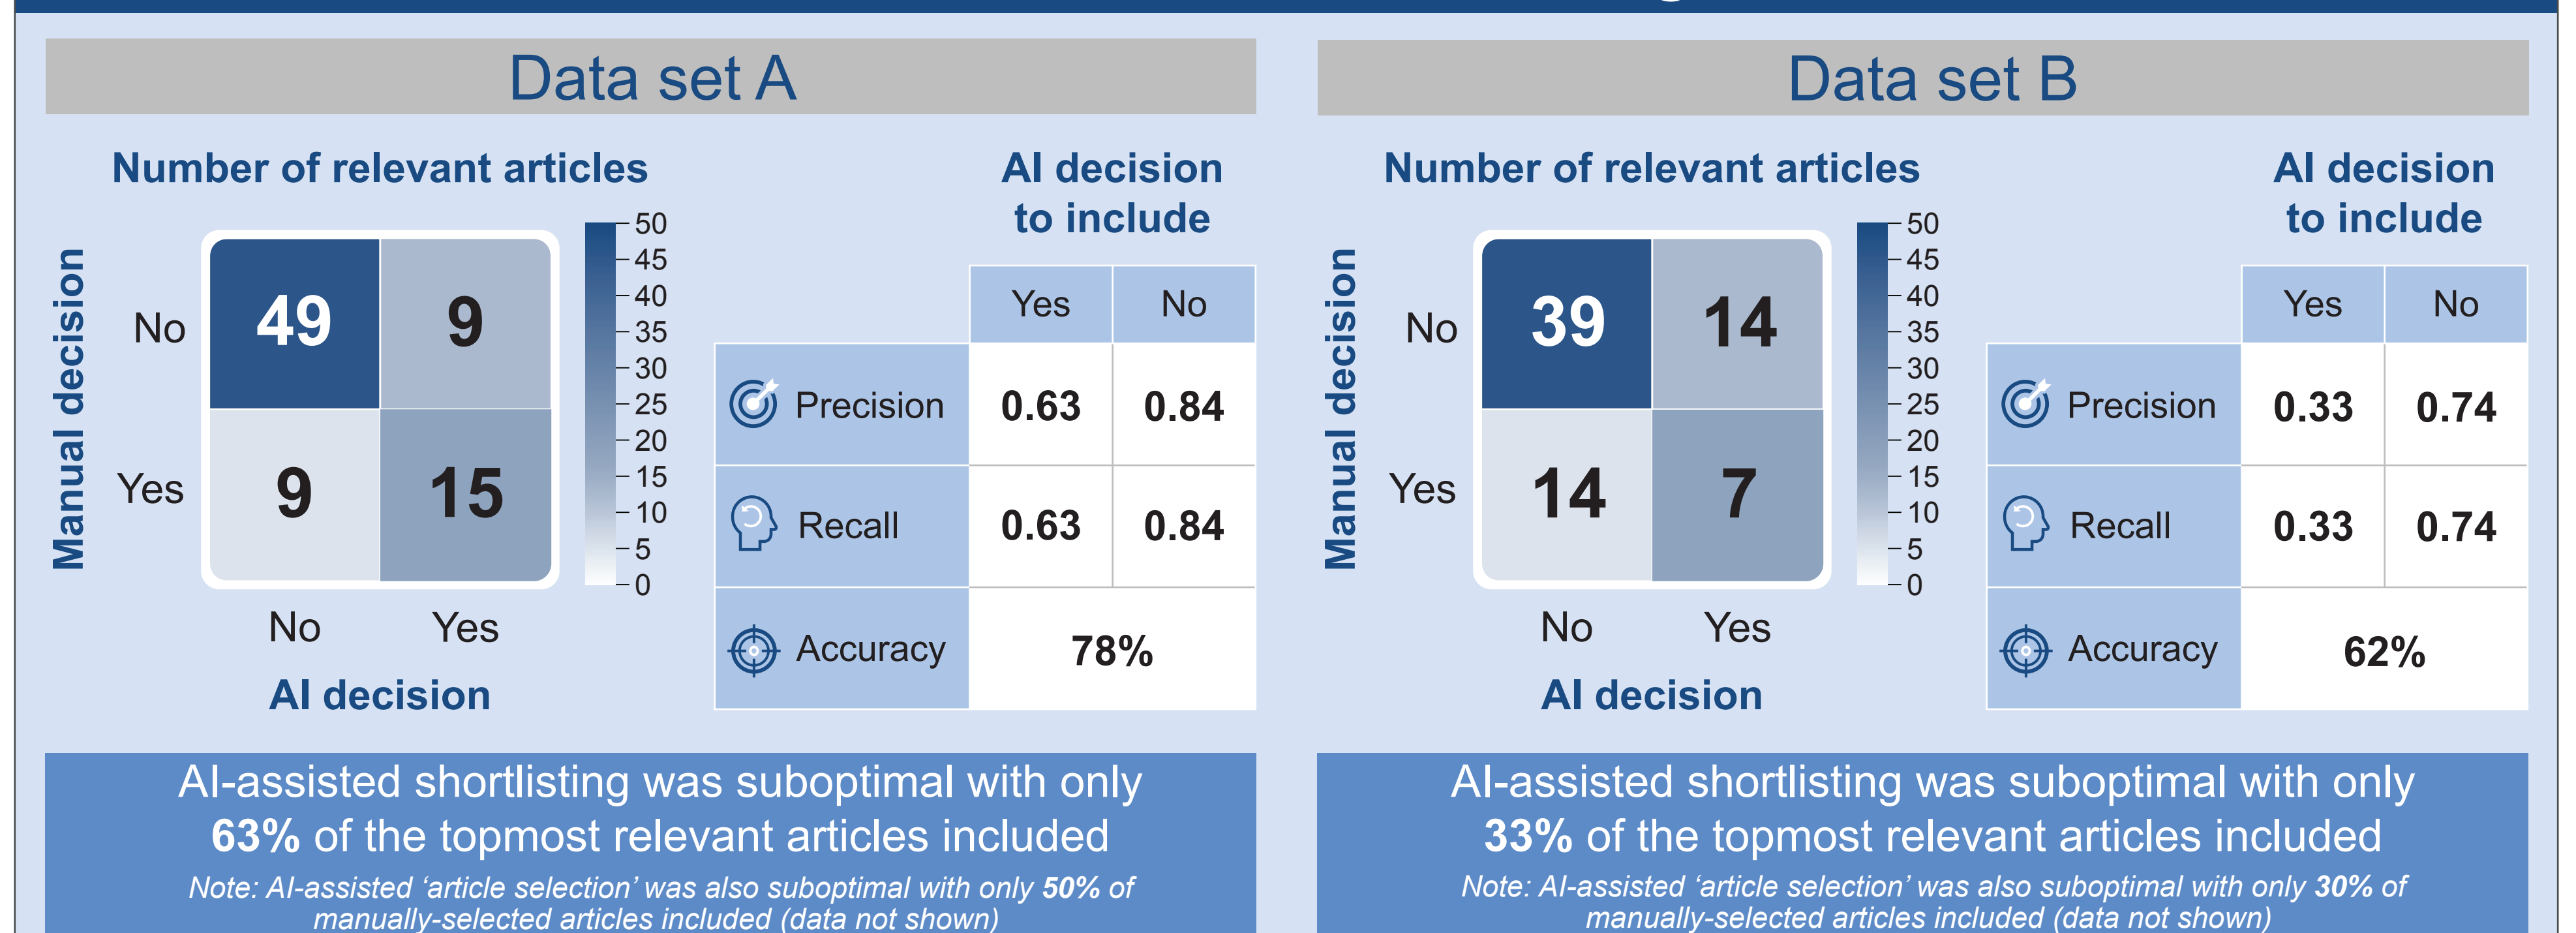 Data set A
Number of relevant articles
AI decision
to include
Manual decision
No
Yes
49
9
9
15
No
Yes
AI decision
50
45
40
35
30
25
20
15
10
5
0
Yes
No
Precision
0.63
0.84
Recall
0.63
0.84
Accuracy
78%
AI-assisted shortlisting was suboptimal with only
63% of the topmost relevant articles included
Note: AI-assisted ‘article selection’ was also suboptimal with only 50% of
manually-selected articles included (data not shown)
Data set B
Number of relevant articles
AI decision
to include
Manual decision
No
Yes
39
14
14
7
No
Yes
AI decision
50
45
40
35
30
25
20
15
10
5
0
Yes
No
Precision
0.33
0.74
Recall
0.33
0.74
Accuracy
62%
AI-assisted shortlisting was suboptimal with only
33% of the topmost relevant articles included
Note: AI-assisted ‘article selection’ was also suboptimal with only 30% of
manually-selected articles included (data not shown)